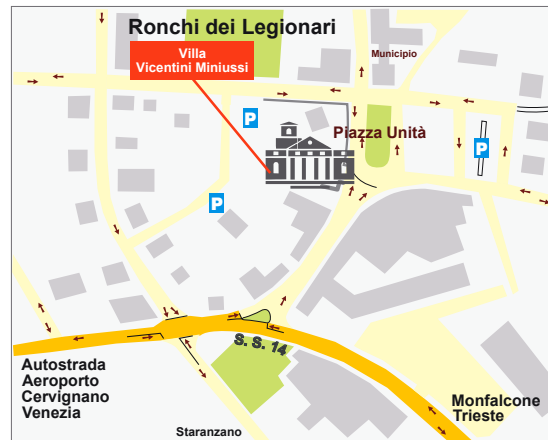 Ronchi dei Legionari
Villa
Vicentini Miniussi
Municipio
P
Piazza Unità
P
P
S. S. 14
Autostrada
Aeroporto
Cervignano
Venezia
Monfalcone
Trieste
Staranzano